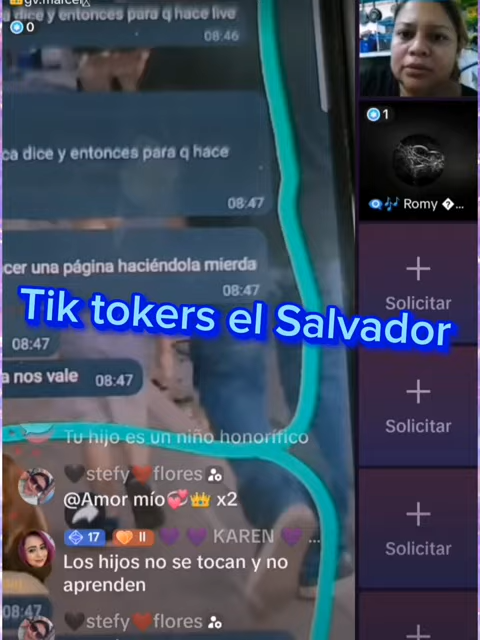 gv.marcel
a dice y entonces para q hace live
0
08:46
1
ca dice y entonces para q hace
08:47
🎶 Romy �...
cer una página haciéndola mierda
08:47
Tik tokers el Salvador
Solicitar
08:47
a nos vale 08:47
Solicitar
Tu hijo es un niño honorífico
🖤stefy❤️flores
@Amor mío💞👑 x2
17 II 💜 💜 KAREN 💜 ...
Los hijos no se tocan y no
aprenden
Solicitar
08:47
🖤stefy❤️flores